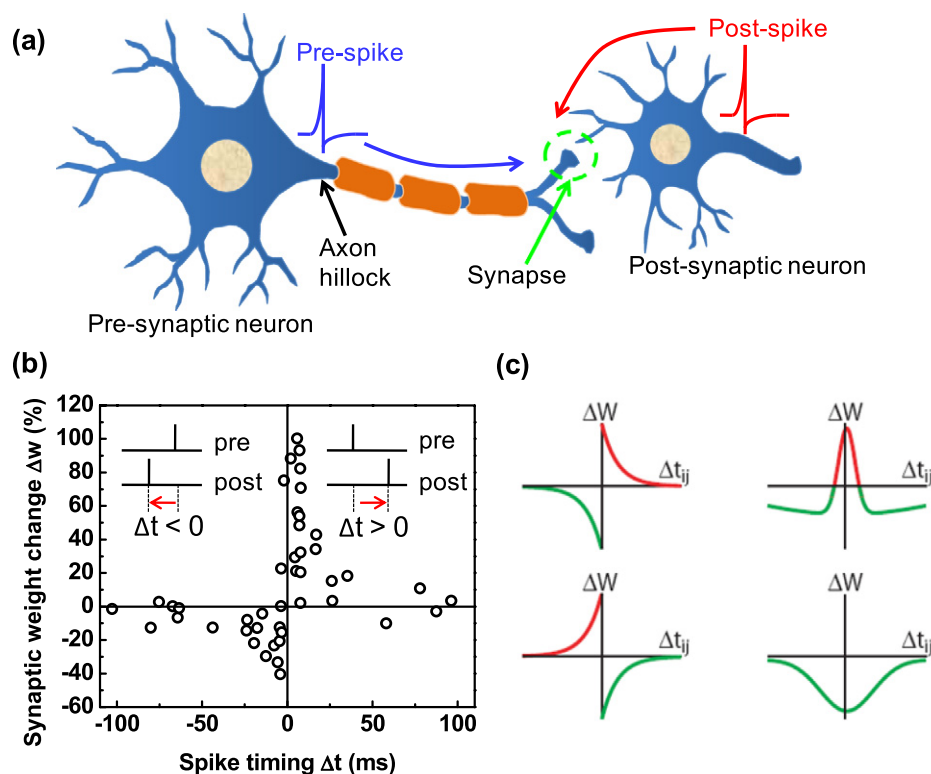 (a)
Pre-spike
Post-spike
Axon
hillock
Synapse
Post-synaptic neuron
Pre-synaptic neuron
(b)
Synaptic weight change Δw (%)
120
100
80
60
40
20
0
-20
-40
-60
pre
post
Δt < 0
pre
post
Δt > 0
-100
-50
0
50
100
Spike timing Δt (ms)
(c)
ΔW
Δtij
ΔW
Δtij
ΔW
Δtij
ΔW
Δtij